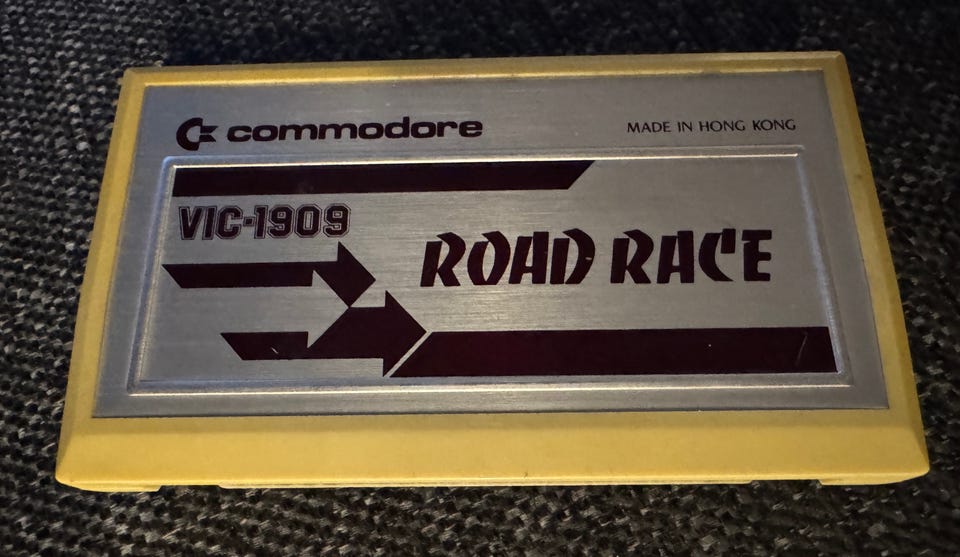 commodore
MADE IN HONG KONG
VIC-1909
ROAD RACE